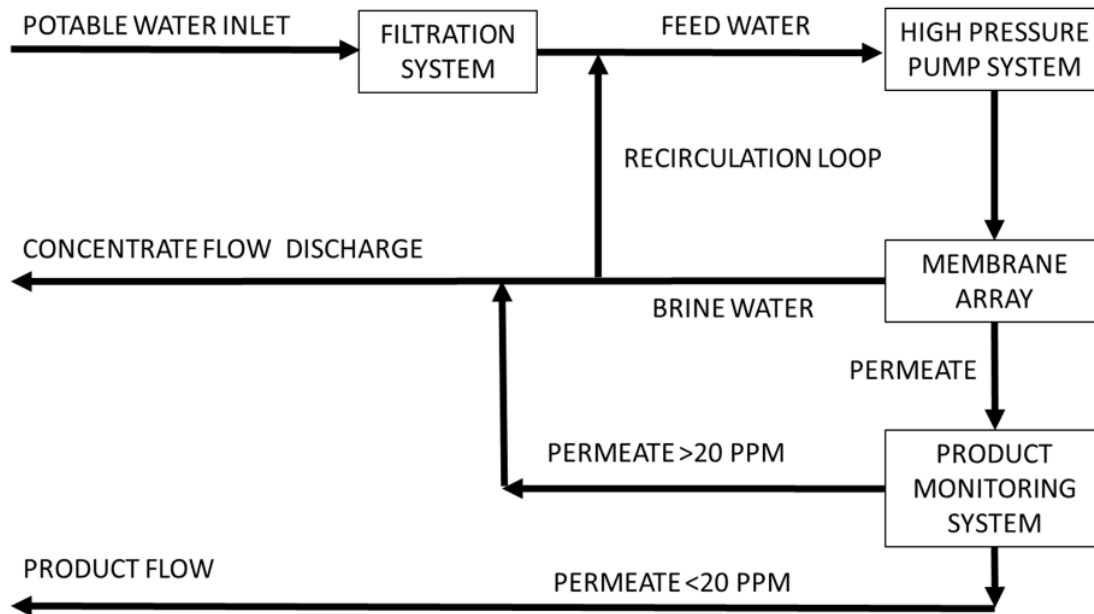 POTABLE WATER INLET
FILTRATION
SYSTEM
FEED WATER
HIGH PRESSURE
PUMP SYSTEM
RECIRCULATION LOOP
CONCENTRATE FLOW DISCHARGE
MEMBRANE
ARRAY
BRINE WATER
PERMEATE
PERMEATE >20 PPM
PRODUCT
MONITORING
SYSTEM
PRODUCT FLOW
PERMEATE <20 PPM